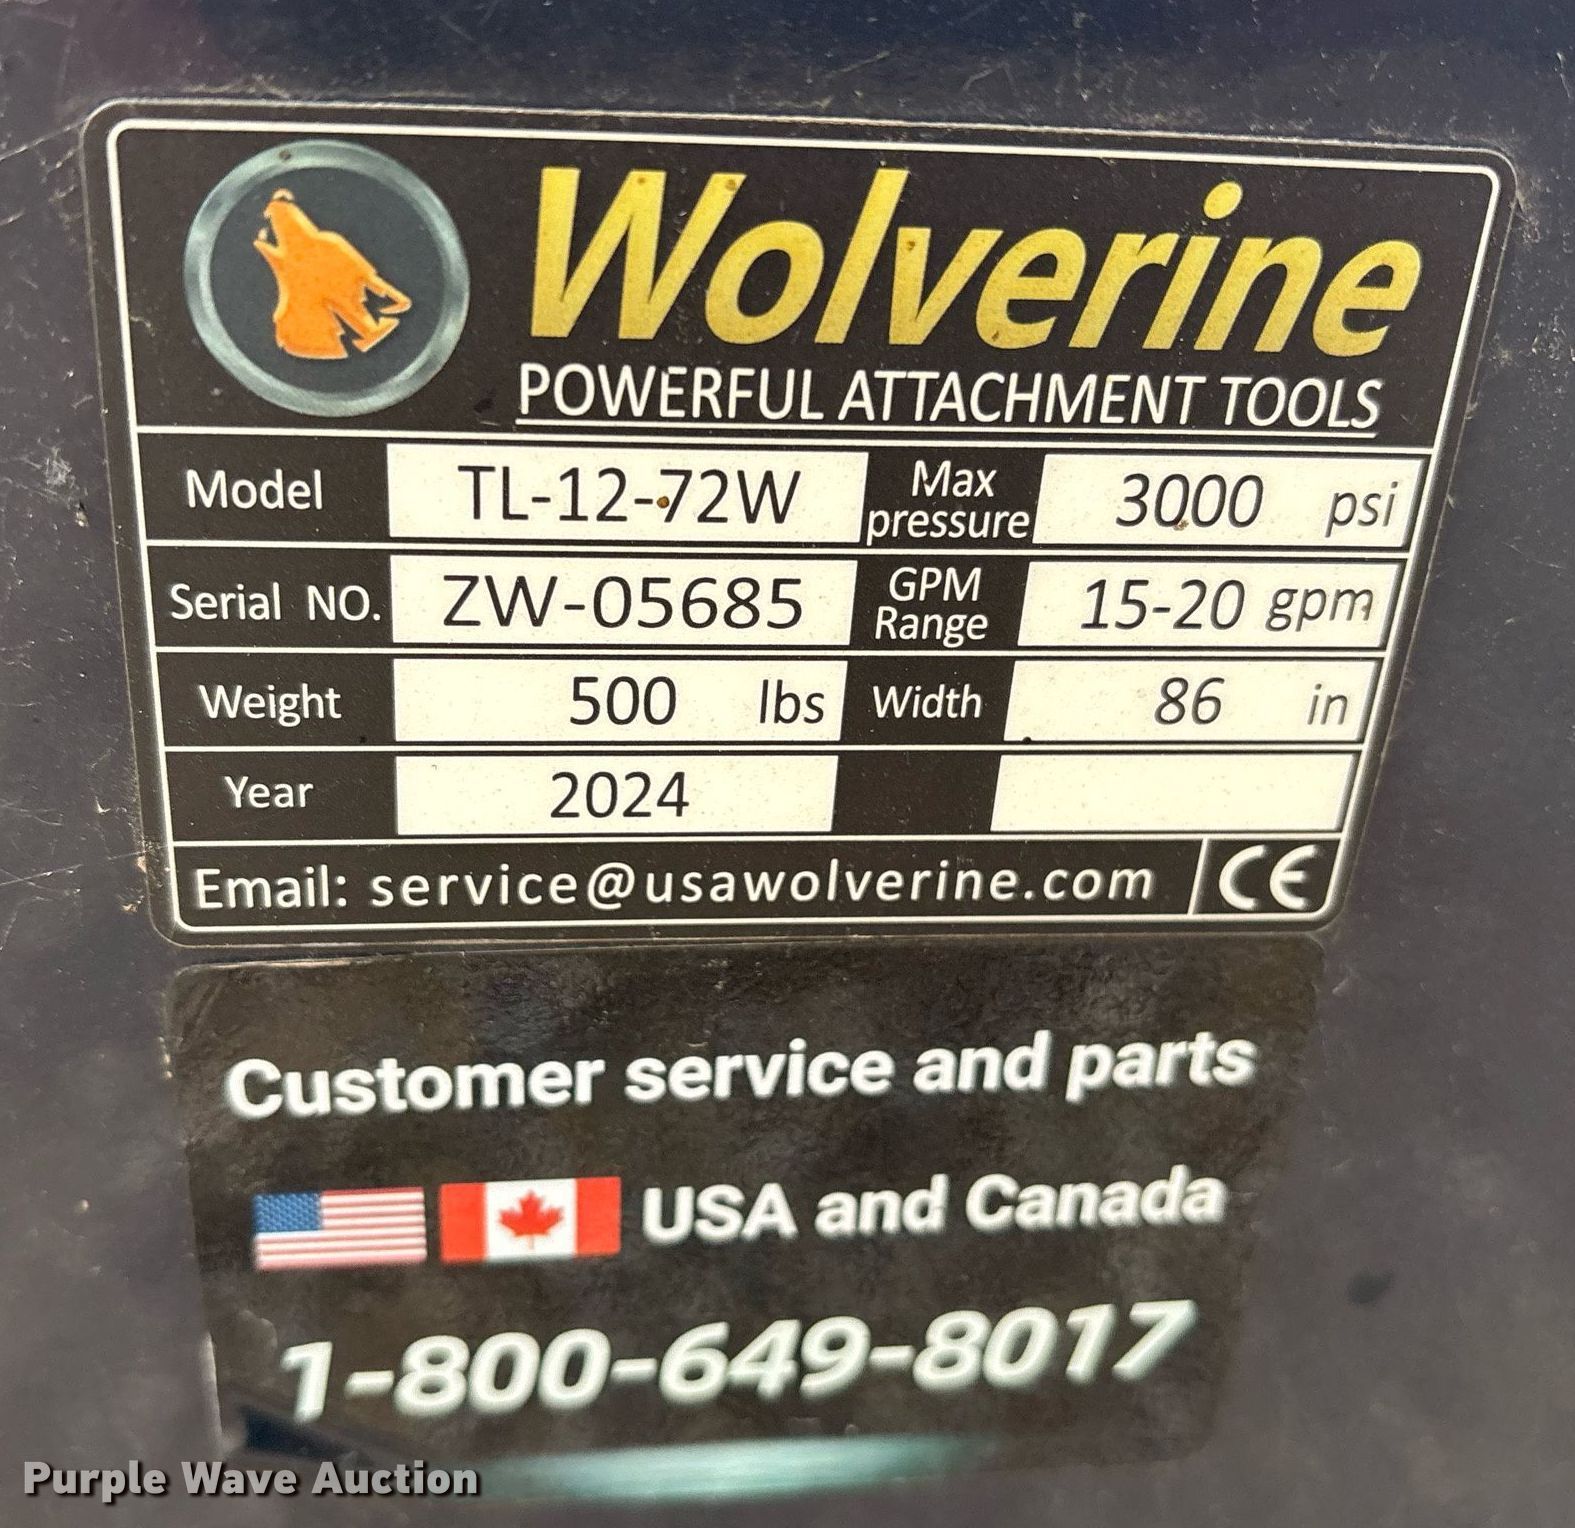 Wolverine
POWERFUL ATTACHMENT TOOLS
Model TL-12-72W Max pressure 3000 psi
Serial NO. ZW-05685 GPM Range 15-20 gpm
Weight 500 lbs Width 86 in
Year 2024
Email: service@usawolverine.com CE
Customer service and parts
USA and Canada
1-800-649-8017
Purple Wave Auction